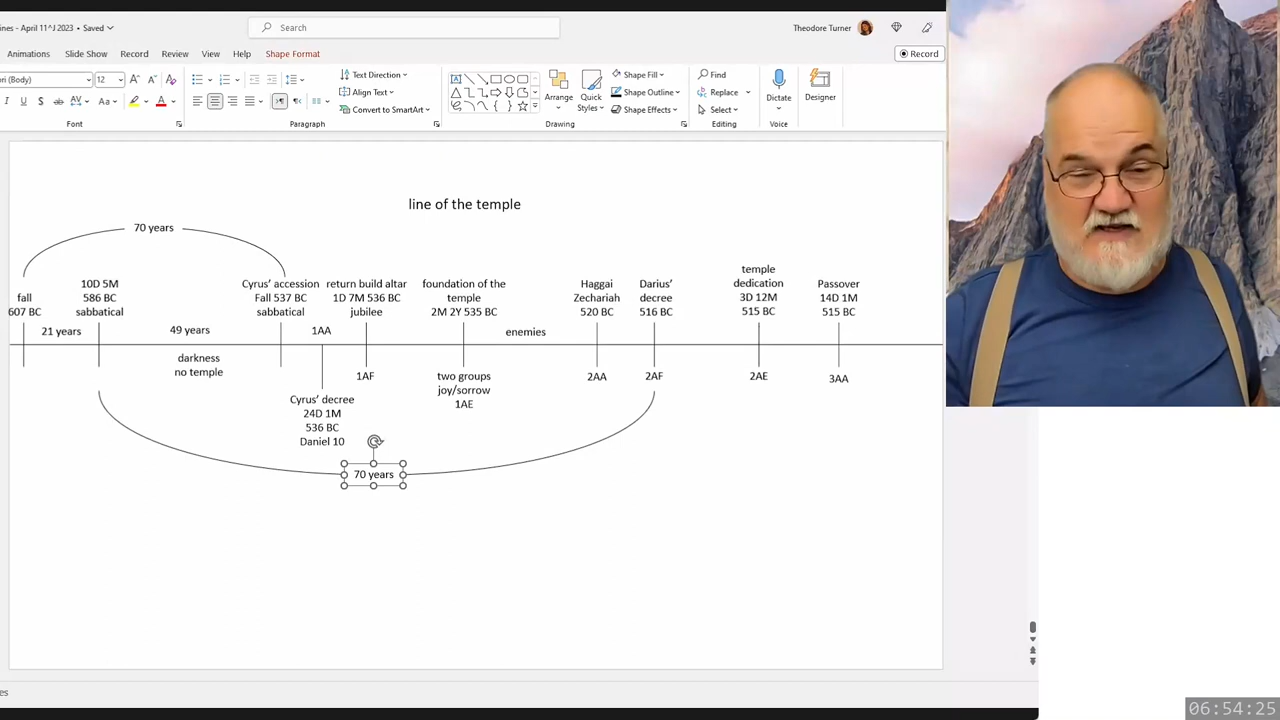 ines - April 11^J 2023 • Saved
Search
Theodore Turner
Animations
Slide Show
Record
Review
View
Help
Shape Format
Record
ri (Body)
12
Text Direction
Align Text
Convert to SmartArt
Arrange
Quick
Styles
Shape Fill
Shape Outline
Shape Effects
Find
Replace
Select
Dictate
Designer
Font
Paragraph
Drawing
Editing
Voice
line of the temple
70 years
fall
607 BC
10D 5M
586 BC
sabbatical
Cyrus' accession
Fall 537 BC
sabbatical
return build altar
1D 7M 536 BC
jubilee
foundation of the
temple
2M 2Y 535 BC
Haggai
Zechariah
520 BC
Darius'
decree
516 BC
temple
dedication
3D 12M
515 BC
Passover
14D 1M
515 BC
21 years
49 years
1AA
enemies
darkness
no temple
1AF
two groups
joy/sorrow
1AE
2AA
2AF
2AE
3AA
Cyrus' decree
24D 1M
536 BC
Daniel 10
70 years
es
06:54:25